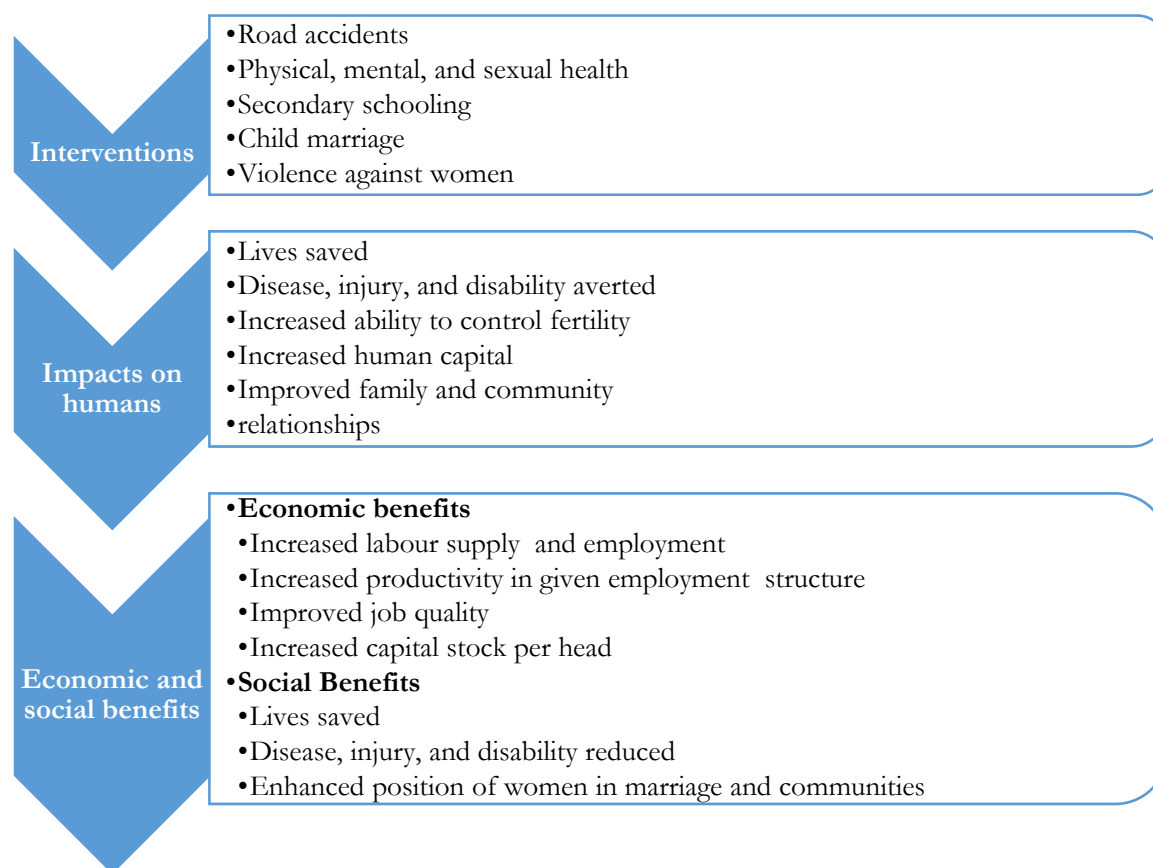 Interventions
•Road accidents
•Physical, mental, and sexual health
•Secondary schooling
•Child marriage
•Violence against women
Impacts on
humans
•Lives saved
•Disease, injury, and disability averted
•Increased ability to control fertility
•Increased human capital
•Improved family and community
•relationships
Economic and
social benefits
•Economic benefits
•Increased labour supply and employment
•Increased productivity in given employment structure
•Improved job quality
•Increased capital stock per head
•Social Benefits
•Lives saved
•Disease, injury, and disability reduced
•Enhanced position of women in marriage and communities